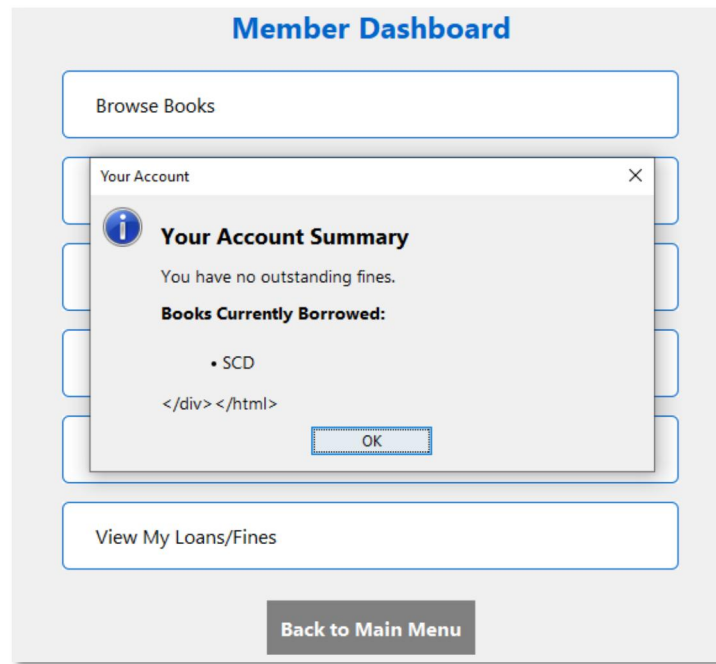 Member Dashboard
Browse Books
Your Account
Your Account Summary
You have no outstanding fines.
Books Currently Borrowed:
• SCD
</div></html>
OK
View My Loans/Fines
Back to Main Menu